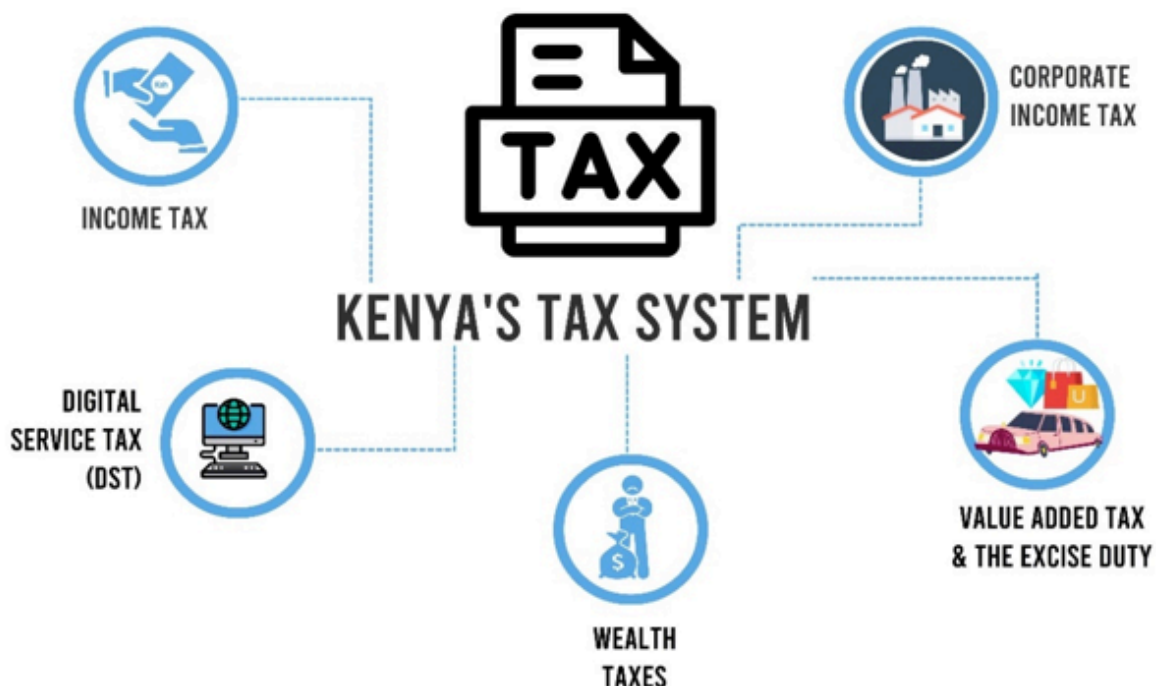 Ksh
TAX
INCOME TAX
CORPORATE
INCOME TAX
KENYA'S TAX SYSTEM
DIGITAL
SERVICE TAX
(DST)
$
U
VALUE ADDED TAX
& THE EXCISE DUTY
WEALTH
TAXES